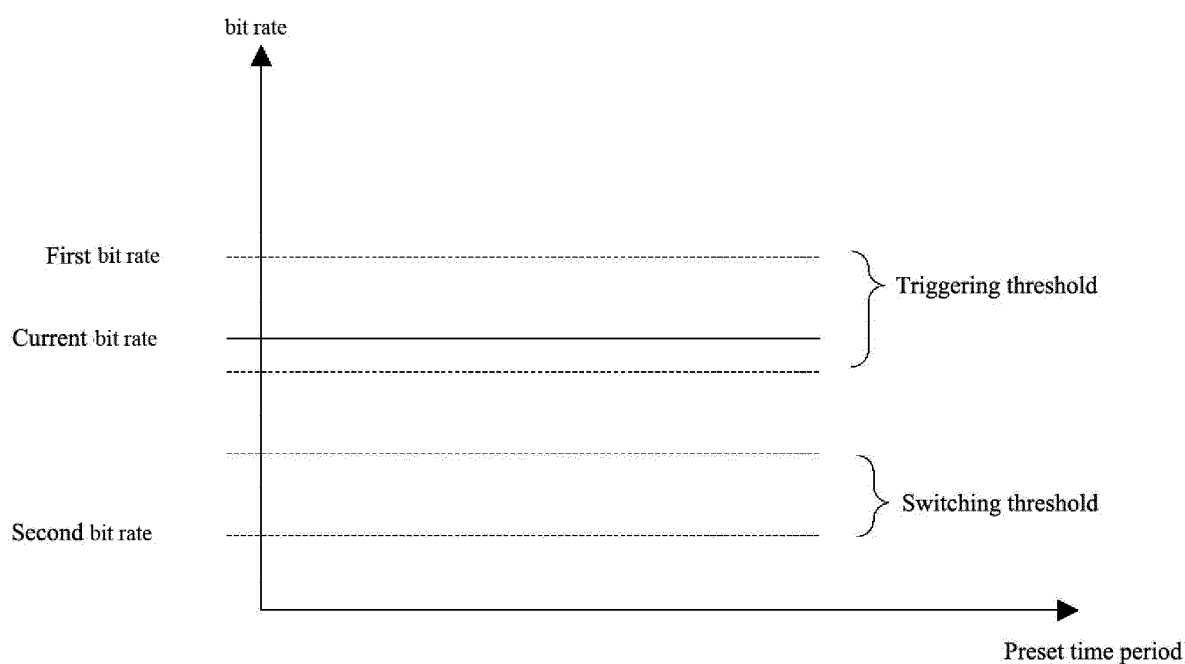 bit rate
First bit rate
Triggering threshold
Current bit rate
Switching threshold
Second bit rate
Preset time period